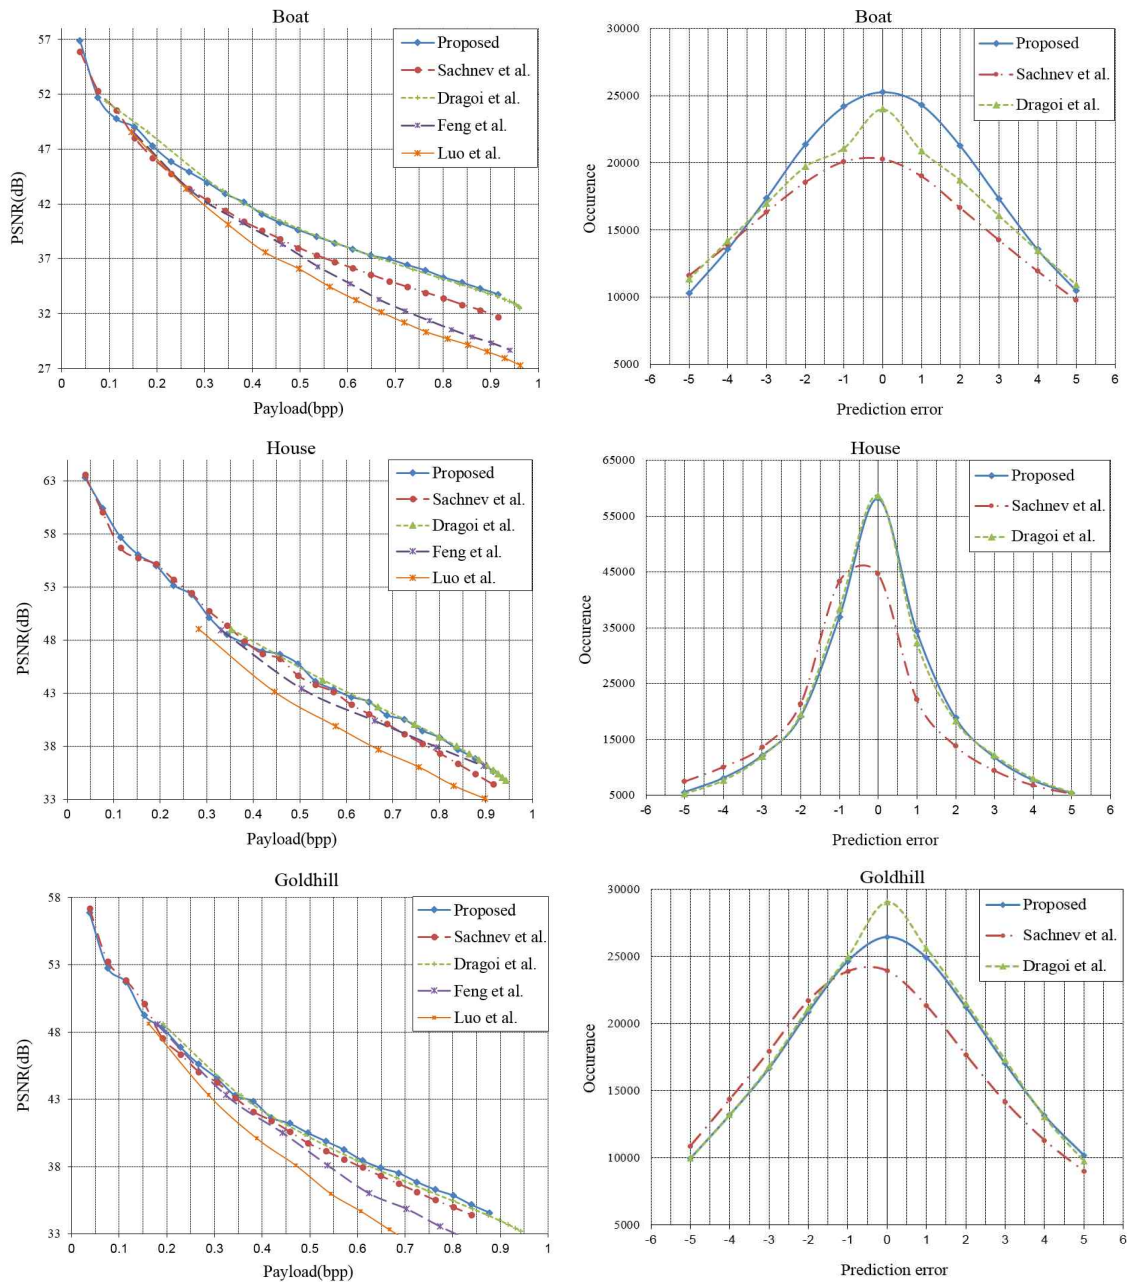 Boat
57
52
47
42
37
32
27
PSNR(dB)
Proposed
Sachnev et al.
Dragoi et al.
Feng et al.
Luo et al.
0 0.1 0.2 0.3 0.4 0.5 0.6 0.7 0.8 0.9 1
Payload(bpp)
Boat
30000
25000
20000
15000
10000
5000
Occurence
Proposed
Sachnev et al.
Dragoi et al.
-6 -5 -4 -3 -2 -1 0 1 2 3 4 5 6
Prediction error
House
63
58
53
48
43
38
33
PSNR(dB)
Proposed
Sachnev et al.
Dragoi et al.
Feng et al.
Luo et al.
0 0.1 0.2 0.3 0.4 0.5 0.6 0.7 0.8 0.9 1
Payload(bpp)
House
65000
55000
45000
35000
25000
15000
5000
Occurence
Proposed
Sachnev et al.
Dragoi et al.
-6 -5 -4 -3 -2 -1 0 1 2 3 4 5 6
Prediction error
Goldhill
58
53
48
43
38
33
PSNR(dB)
Proposed
Sachnev et al.
Dragoi et al.
Feng et al.
Luo et al.
0 0.1 0.2 0.3 0.4 0.5 0.6 0.7 0.8 0.9 1
Payload(bpp)
Goldhill
30000
25000
20000
15000
10000
5000
Occurence
Proposed
Sachnev et al.
Dragoi et al.
-6 -5 -4 -3 -2 -1 0 1 2 3 4 5 6
Prediction error